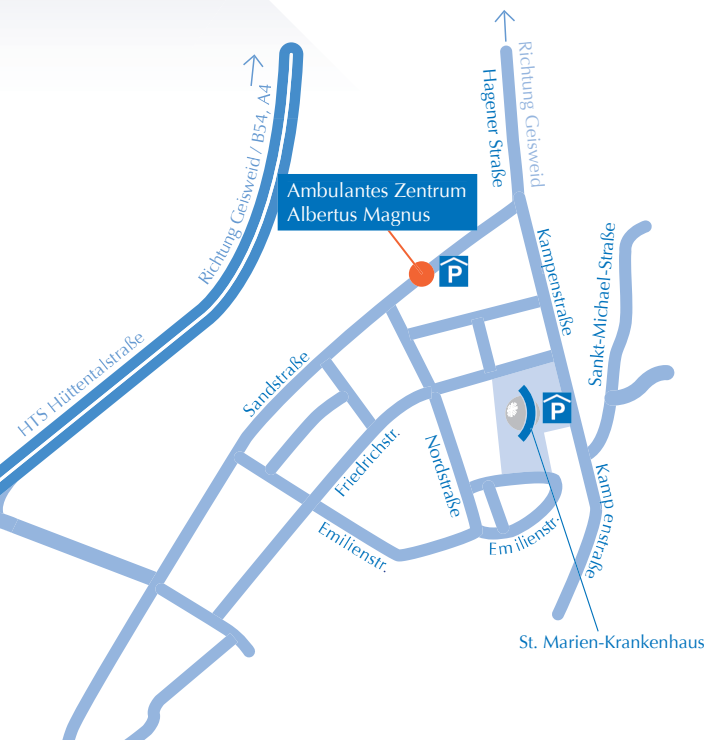 Richtung Geisweid
Hagener Straße
Richtung Geisweid / B54, A4
Ambulantes Zentrum
Albertus Magnus
P
Kampenstraße
Sankt-Michael-Straße
HTS Hüttentalstraße
Sandstraße
P
Friedrichstr.
Nordstraße
Kampenstraße
Emilienstr.
Emilienstr.
St. Marien-Krankenhaus